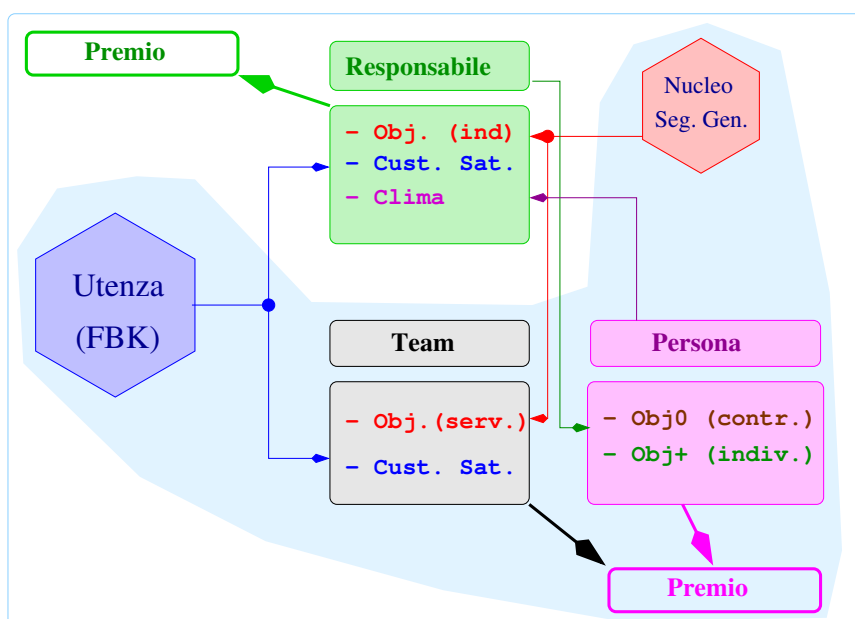 Premio
Responsabile
Nucleo
Seg. Gen.
– Obj. (ind)
– Cust. Sat.
– Clima
Utenza
(FBK)
Team
Persona
– Obj.(serv.)
– Cust. Sat.
– Obj0 (contr.)
– Obj+ (indiv.)
Premio